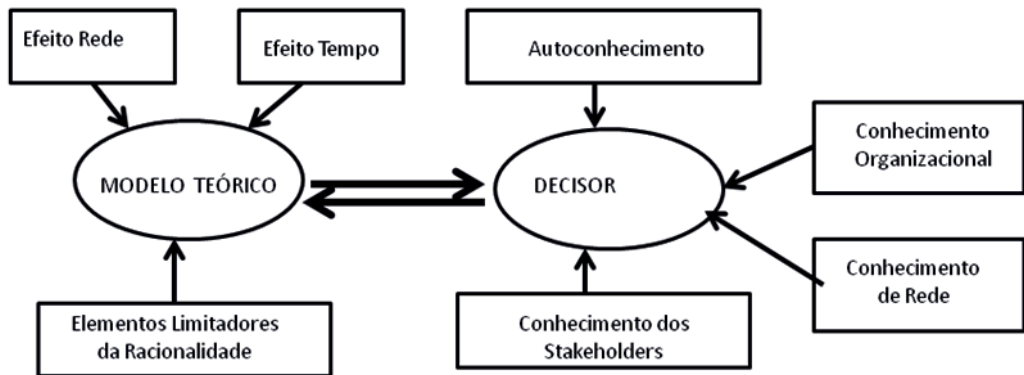 Efeito Rede
Efeito Tempo
Autoconhecimento
Conhecimento
Organizacional
MODELO TEÓRICO
DECISOR
Conhecimento
de Rede
Elementos Limitadores
da Racionalidade
Conhecimento dos
Stakeholders